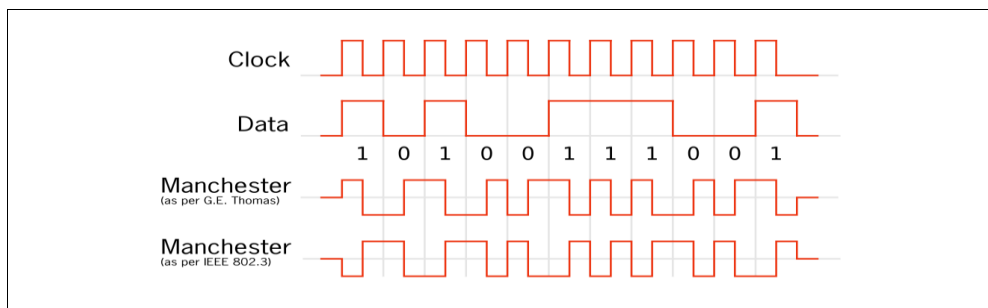 Clock
Data
1 0 1 0 0 1 1 1 0 0 1
Manchester
(as per G.E. Thomas)
Manchester
(as per IEEE 802.3)